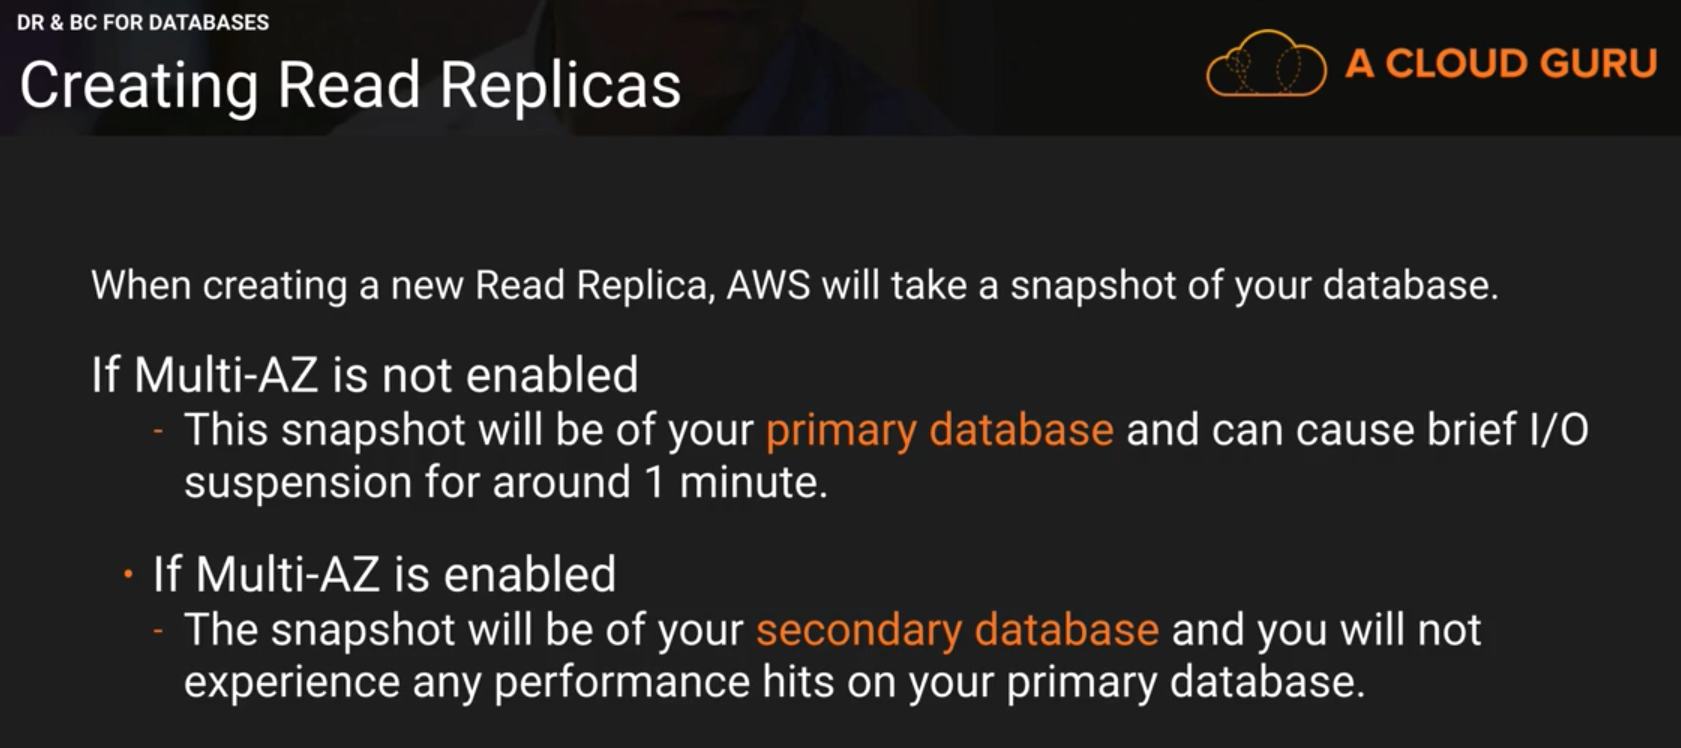 DR & BC FOR DATABASES
Creating Read Replicas
A CLOUD GURU
When creating a new Read Replica, AWS will take a snapshot of your database.
If Multi-AZ is not enabled
- This snapshot will be of your primary database and can cause brief I/O
suspension for around 1 minute.
• If Multi-AZ is enabled
- The snapshot will be of your secondary database and you will not
experience any performance hits on your primary database.